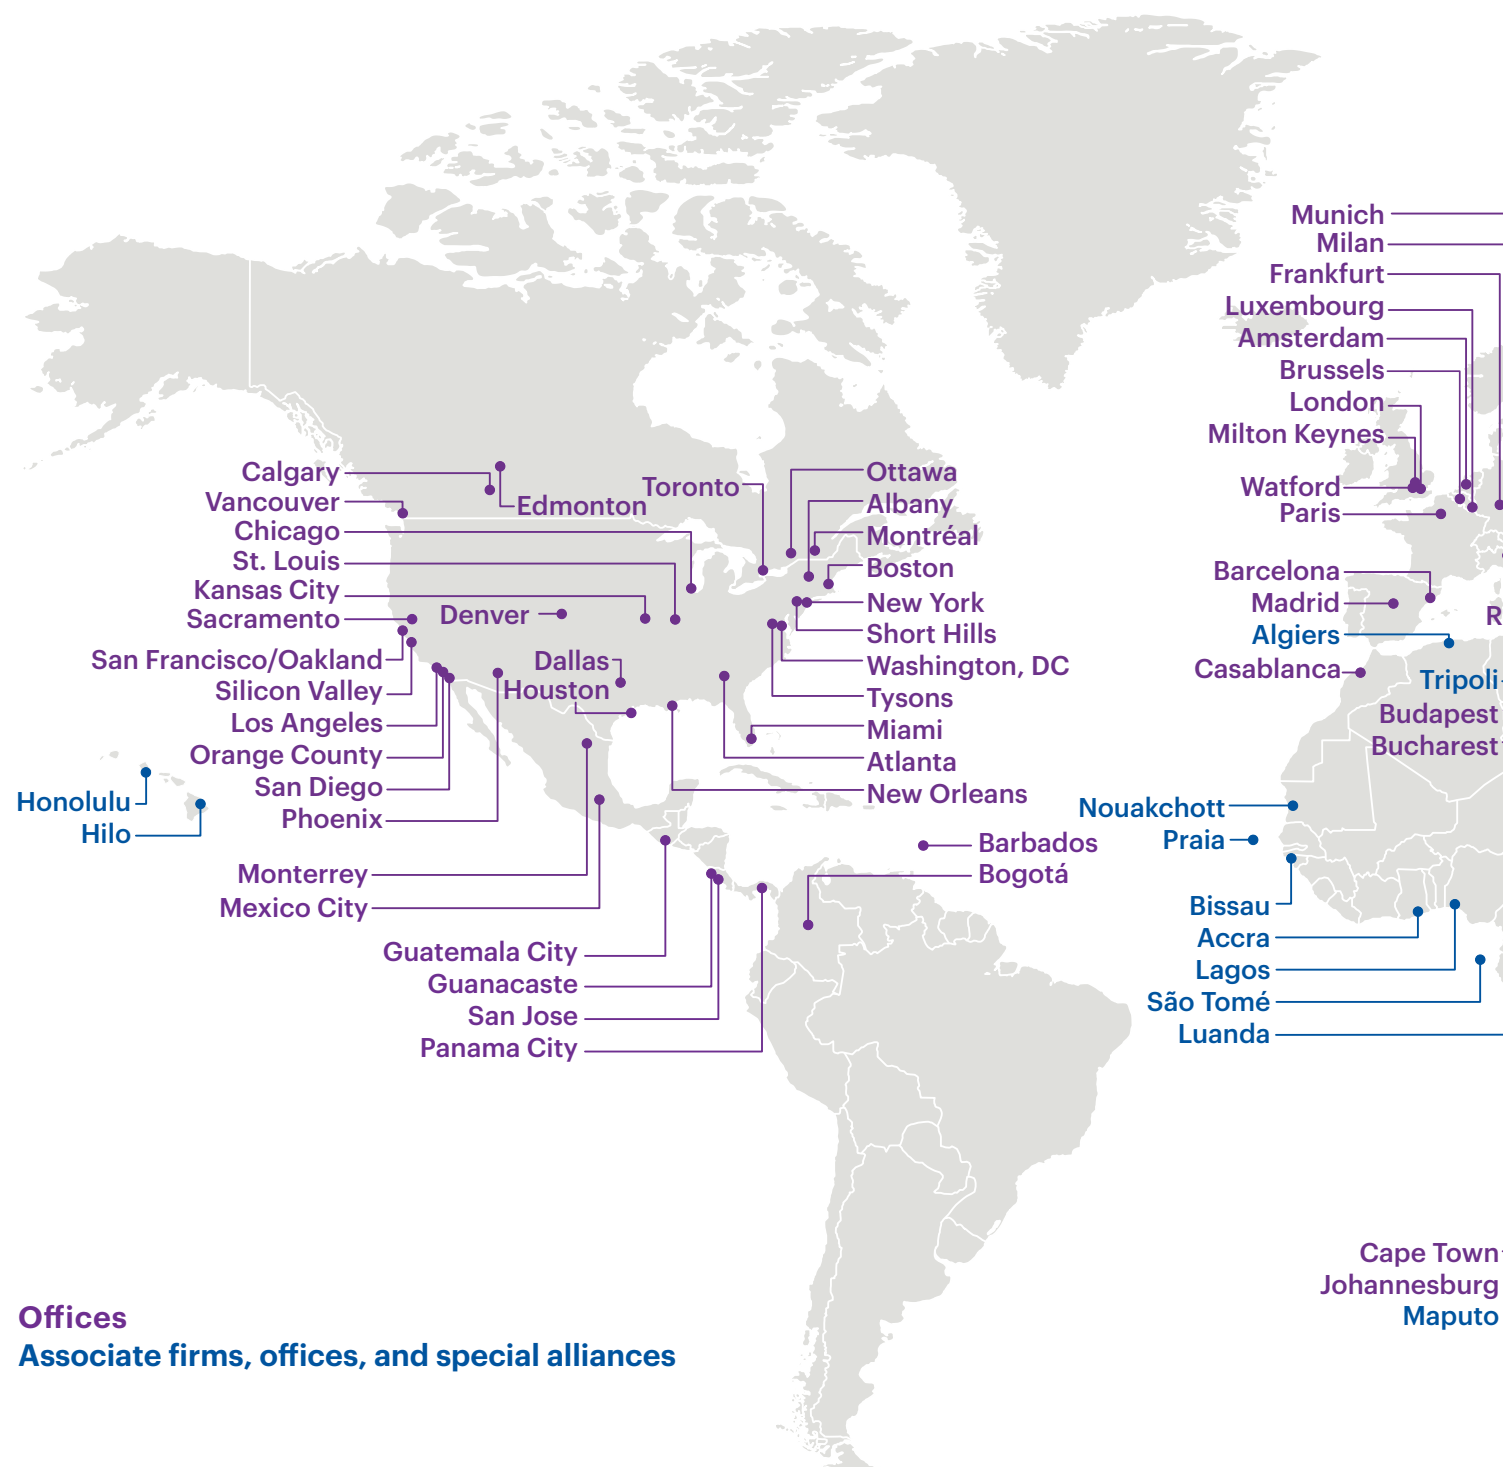 Munich
Milan
Frankfurt
Luxembourg
Amsterdam
Brussels
London
Milton Keynes
Watford
Paris
Barcelona
Madrid
R
Algiers
Casablanca
Tripoli
Budapest
Bucharest
Calgary
Edmonton
Vancouver
Chicago
St. Louis
Kansas City
Sacramento
Denver
San Francisco/Oakland
Silicon Valley
Los Angeles
Orange County
San Diego
Phoenix
Dallas
Houston
Toronto
Ottawa
Albany
Montréal
Boston
New York
Short Hills
Washington, DC
Tysons
Miami
Atlanta
New Orleans
Honolulu
Hilo
Monterrey
Mexico City
Guatemala City
Guanacaste
San Jose
Panama City
Barbados
Bogotá
Nouakchott
Praia
Bissau
Accra
Lagos
São Tomé
Luanda
Cape Town
Johannesburg
Maputo
Offices
Associate firms, offices, and special alliances